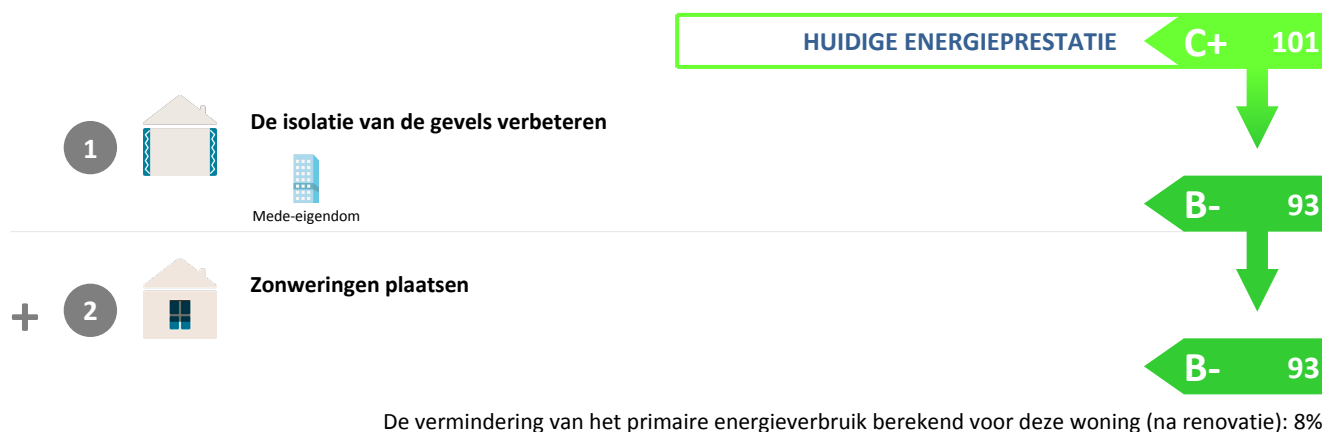 HUIDIGE ENERGIEPRESTATIE C+ 101
1 De isolatie van de gevels verbeteren
Mede-eigendom
B- 93
+ 2 Zonweringen plaatsen
B- 93
De vermindering van het primaire energieverbruik berekend voor deze woning (na renovatie): 8%